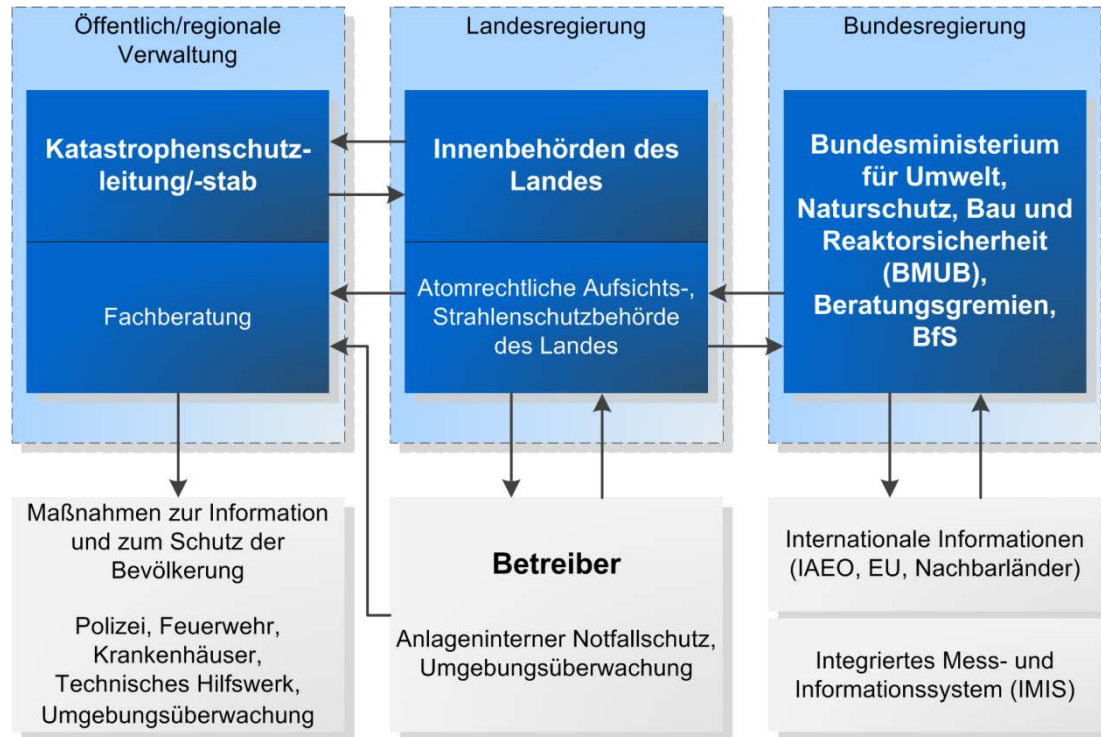 Öffentlich/regionale
Verwaltung
Katastrophenschutz-
leitung/-stab
Fachberatung
Maßnahmen zur Information
und zum Schutz der
Bevölkerung
Polizei, Feuerwehr,
Krankenhäuser,
Technisches Hilfswerk,
Umgebungsüberwachung
Landesregierung
Innenbehörden des
Landes
Atomrechtliche Aufsichts-,
Strahlenschutzbehörde
des Landes
Betreiber
Anlageninterner Notfallschutz,
Umgebungsüberwachung
Bundesregierung
Bundesministerium
für Umwelt,
Naturschutz, Bau und
Reaktorsicherheit
(BMUB),
Beratungsgremien,
BfS
Internationale Informationen
(IAEO, EU, Nachbarländer)
Integriertes Mess- und
Informationssystem (IMIS)